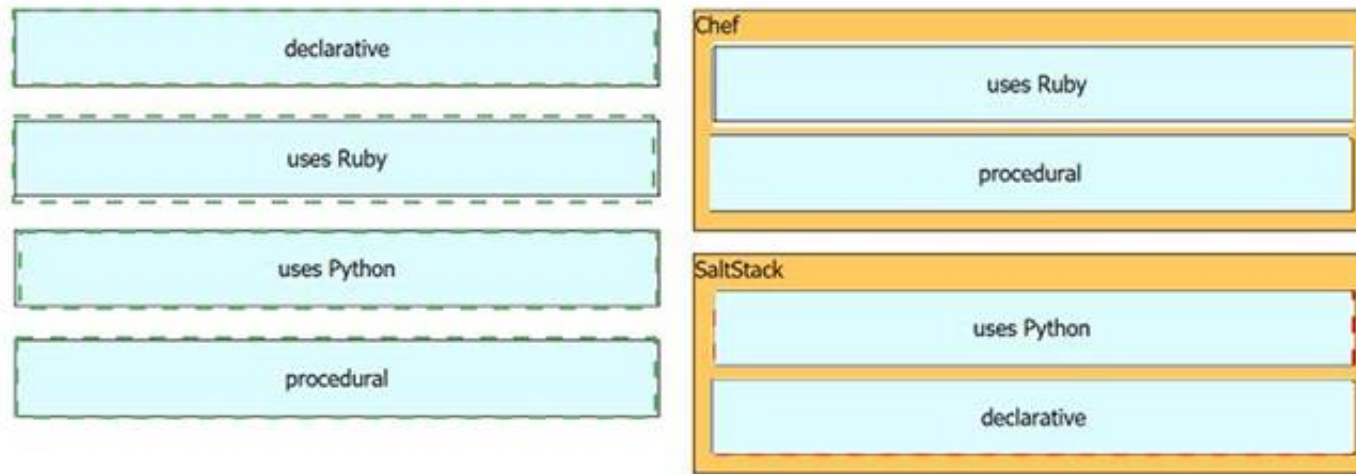 declarative
uses Ruby
uses Python
procedural
Chef
uses Ruby
procedural
SaltStack
uses Python
declarative